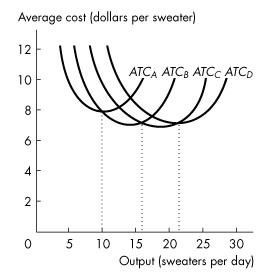 Average cost (dollars per sweater)
12
ATCA ATCB ATCC ATCD
10
8
6
4
2
0 5 10 15 20 25 30
Output (sweaters per day)